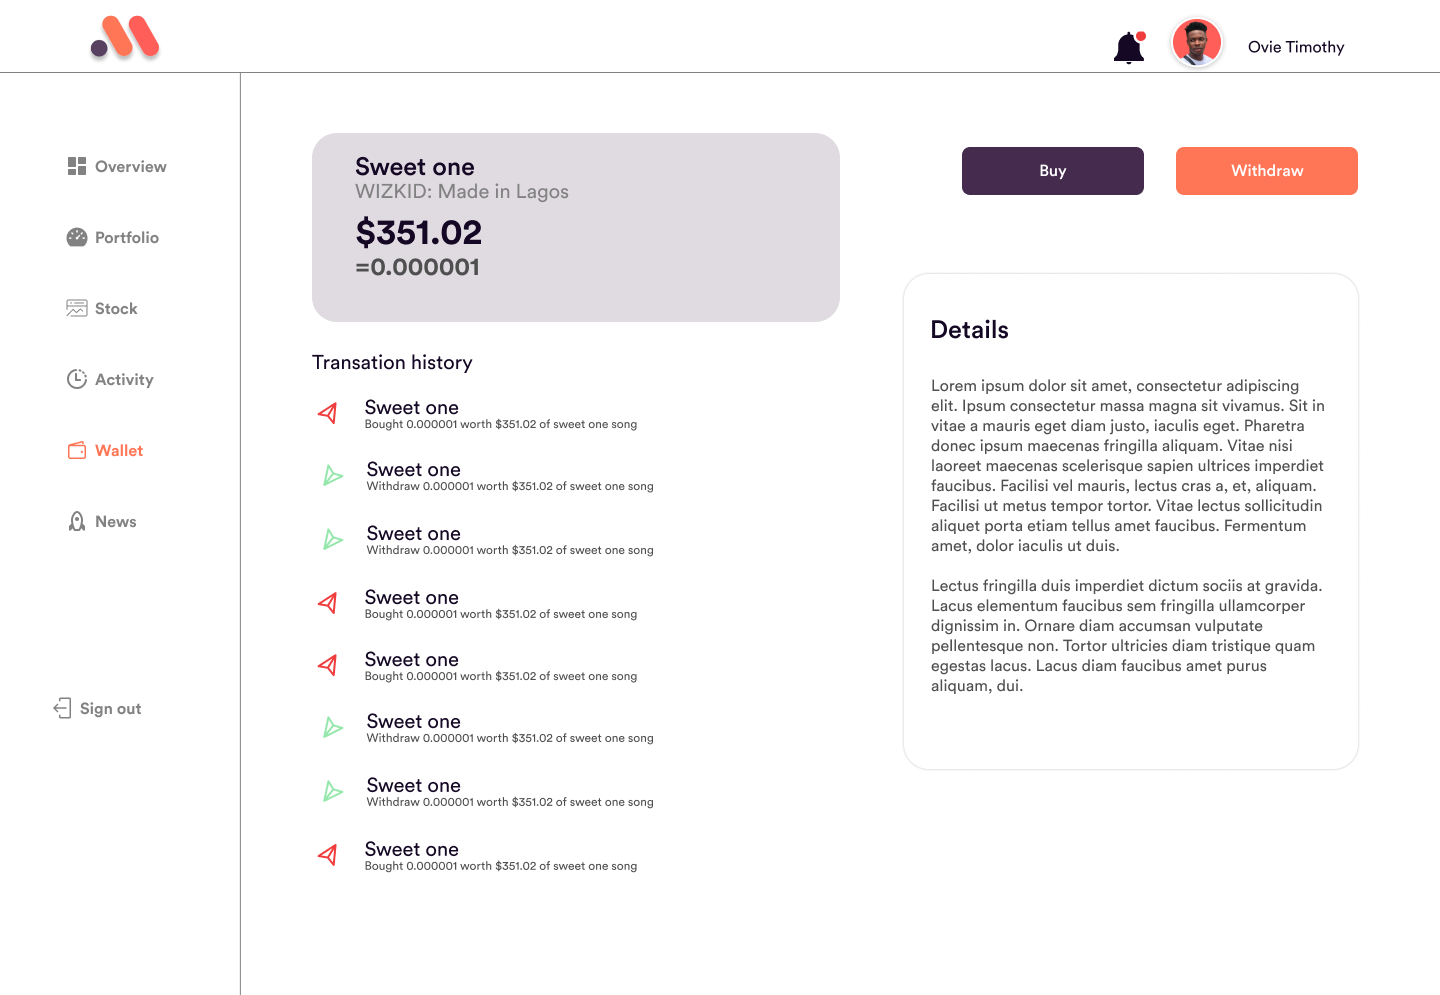 Ovie Timothy
Overview
Portfolio
Stock
Activity
Wallet
News
Sign out
Sweet one
WIZKID: Made in Lagos
$351.02
=0.000001
Buy
Withdraw
Transation history
Sweet one
Bought 0.000001 worth $351.02 of sweet one song
Sweet one
Withdraw 0.000001 worth $351.02 of sweet one song
Sweet one
Withdraw 0.000001 worth $351.02 of sweet one song
Sweet one
Bought 0.000001 worth $351.02 of sweet one song
Sweet one
Bought 0.000001 worth $351.02 of sweet one song
Sweet one
Withdraw 0.000001 worth $351.02 of sweet one song
Sweet one
Withdraw 0.000001 worth $351.02 of sweet one song
Sweet one
Bought 0.000001 worth $351.02 of sweet one song
Details
Lorem ipsum dolor sit amet, consectetur adipiscing
elit. Ipsum consectetur massa magna sit vivamus. Sit in
vitae a mauris eget diam justo, iaculis eget. Pharetra
donec ipsum maecenas fringilla aliquam. Vitae nisi
laoreet maecenas scelerisque sapien ultrices imperdiet
faucibus. Facilisi vel mauris, lectus cras a, et, aliquam.
Facilisi ut metus tempor tortor. Vitae lectus sollicitudin
aliquet porta etiam tellus amet faucibus. Fermentum
amet, dolor iaculis ut duis.
Lectus fringilla duis imperdiet dictum sociis at gravida.
Lacus elementum faucibus sem fringilla ullamcorper
dignissim in. Ornare diam accumsan vulputate
pellentesque non. Tortor ultricies diam tristique quam
egestas lacus. Lacus diam faucibus amet purus
aliquam, dui.